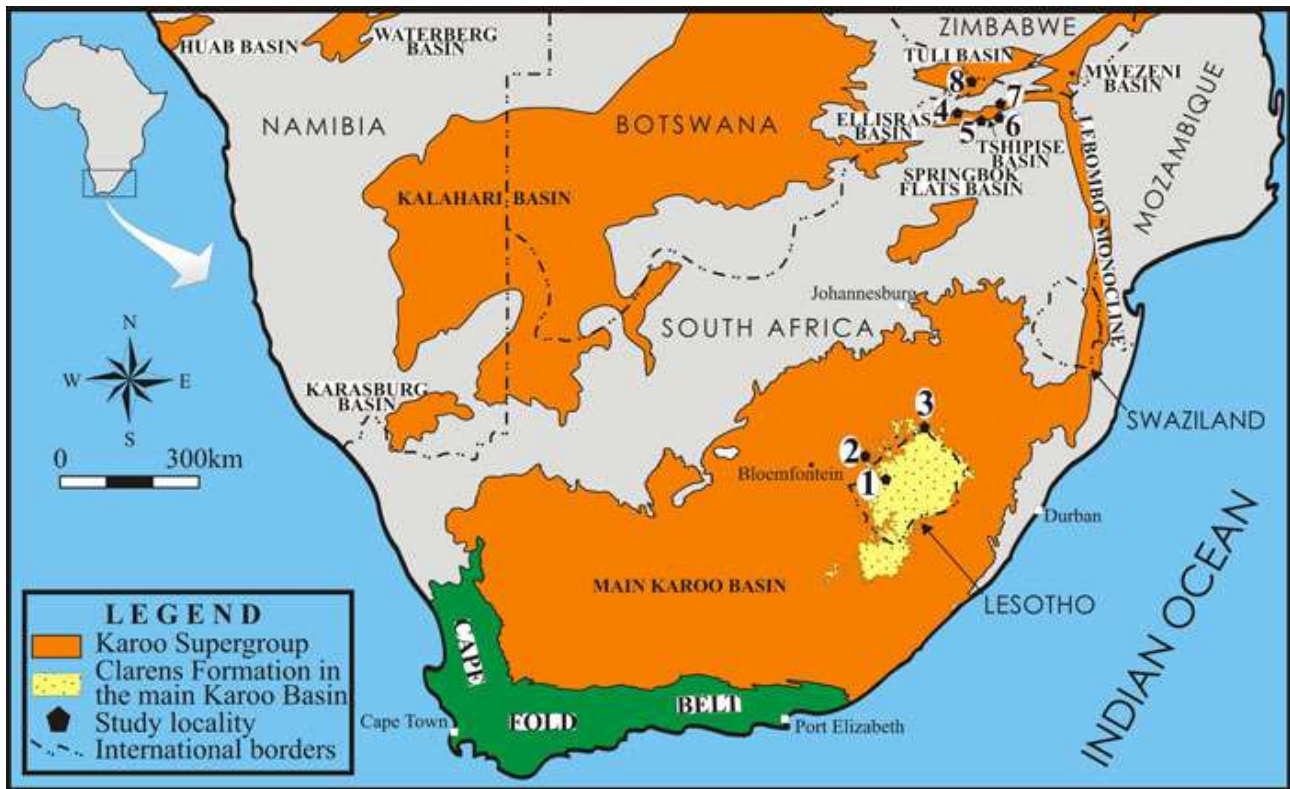 ZIMBABWE
HUAB BASIN
WATERBERG
BASIN
TULI BASIN
MWEZENI
BASIN
8
7
4
5
6
NAMIBIA
BOTSWANA
ELLISRAS
BASIN
TSHIPISE
BASIN
MOZAMBIQUE
SPRINGBOK
FLATS BASIN
KALAHARI BASIN
LEBOMBO 'MONOCLINE'
Johannesburg
SOUTH AFRICA
N
W
E
S
KARASBURG
BASIN
SWAZILAND
0
300km
3
2
Bloemfontein
1
Durban
MAIN KAROO BASIN
LESOTHO
INDIAN OCEAN
LEGEND
Karoo Supergroup
Clarens Formation in
the main Karoo Basin
Study locality
International borders
CAPE
FOLD
BELT
Cape Town
Port Elizabeth